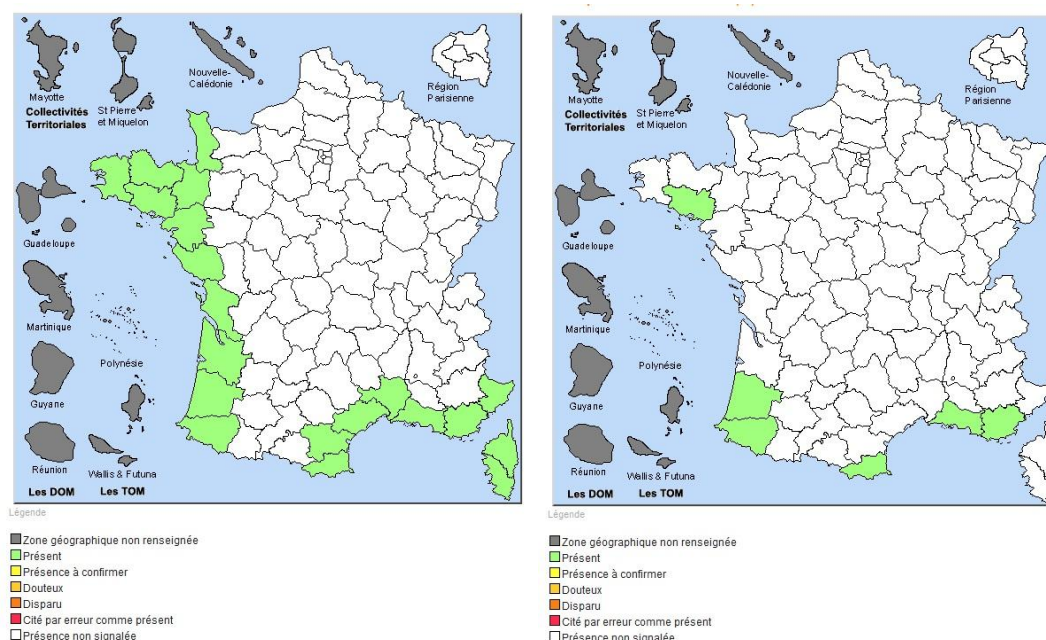 Mayotte
Collectivités
Territoriales
St Pierre
et Miquelon
Nouvelle-
Calédonie
Région
Parisienne
Guadeloupe
Martinique
Polynésie
Guyane
Réunion
Wallis & Futuna
Les DOM
Les TOM
Légende
Zone géographique non renseignée
Présent
Présence à confirmer
Douteux
Disparu
Cité par erreur comme présent
Présence non signalée
Mayotte
Collectivités
Territoriales
St Pierre
et Miquelon
Nouvelle-
Calédonie
Région
Parisienne
Guadeloupe
Martinique
Polynésie
Guyane
Réunion
Wallis & Futuna
Les DOM
Les TOM
Légende
Zone géographique non renseignée
Présent
Présence à confirmer
Douteux
Disparu
Cité par erreur comme présent
Présence non signalée